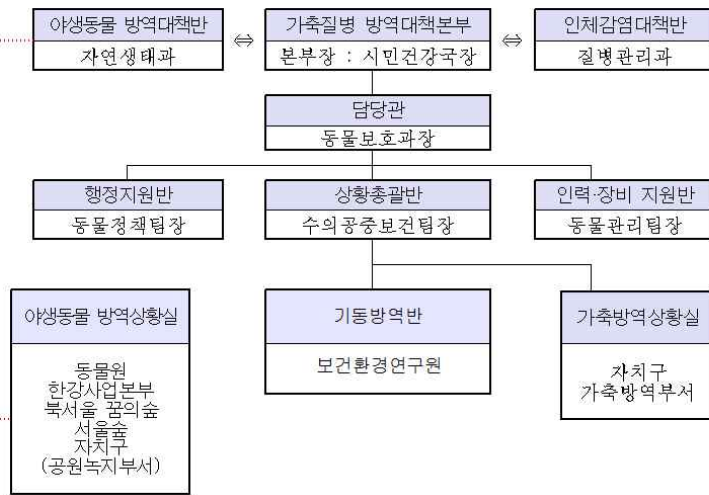 야생동물 방역대책반
자연생태과
⇔
가축질병 방역대책본부
본부장 : 시민건강국장
⇔
인체감염대책반
질병관리과
담당관
동물보호과장
행정지원반
동물정책팀장
상황총괄반
수의공중보건팀장
인력·장비 지원반
동물관리팀장
야생동물 방역상황실
동물원
한강사업본부
북서울 꿈의숲
서울숲
자치구
(공원녹지부서)
기동방역반
보건환경연구원
가축방역상황실
자치구
가축방역부서